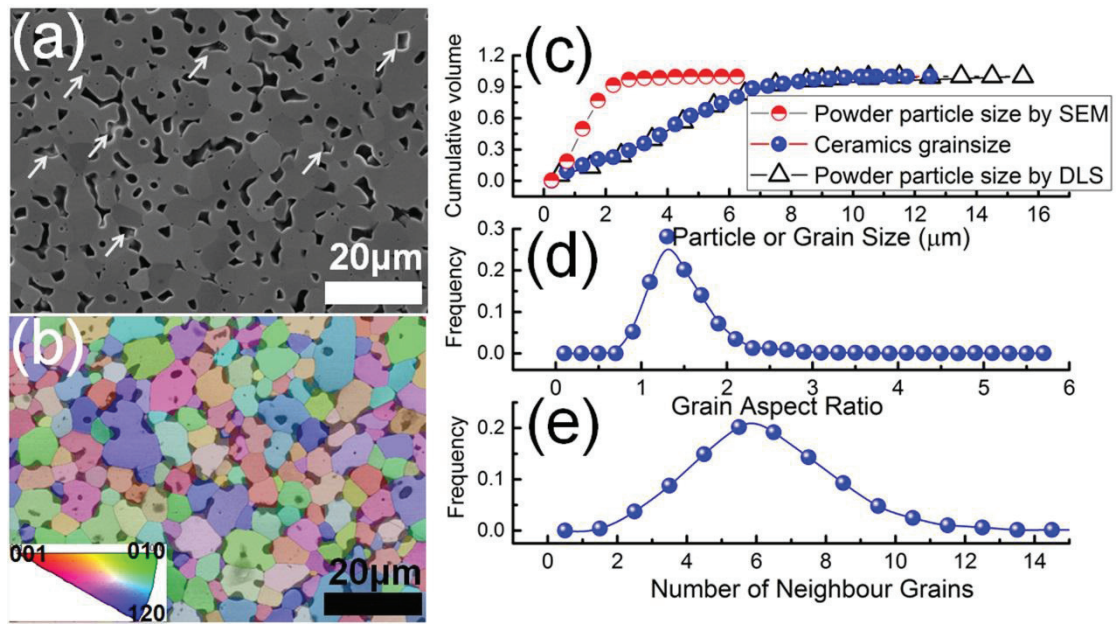 (a)
20μm
(b)
001
010
120
20μm
(c)
Cumulative volume
1.2
0.9
0.6
0.3
0.0
Powder particle size by SEM
Ceramics grainsize
Powder particle size by DLS
0 2 4 6 8 10 12 14 16
Particle or Grain Size (μm)
(d)
Frequency
0.3
0.2
0.1
0.0
0 1 2 3 4 5 6
Grain Aspect Ratio
(e)
Frequency
0.2
0.1
0.0
0 2 4 6 8 10 12 14
Number of Neighbour Grains